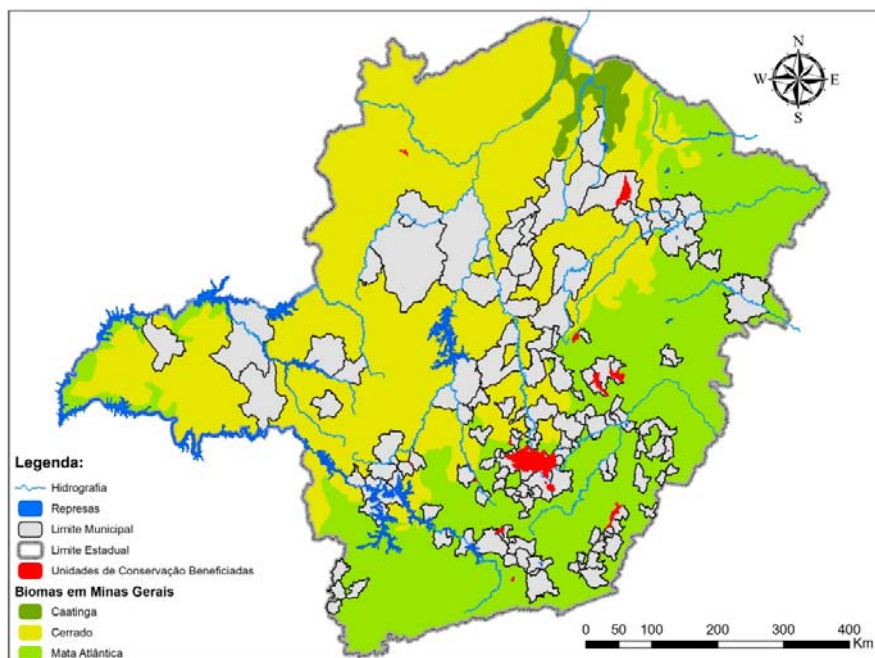 N
W E
S
Legenda:
Hidrografia
Represas
Limite Municipal
Limite Estadual
Unidades de Conservação Beneficiadas
Biomas em Minas Gerais
Caatinga
Cerrado
Mata Atlântica
0 50 100 200 300 400
Km